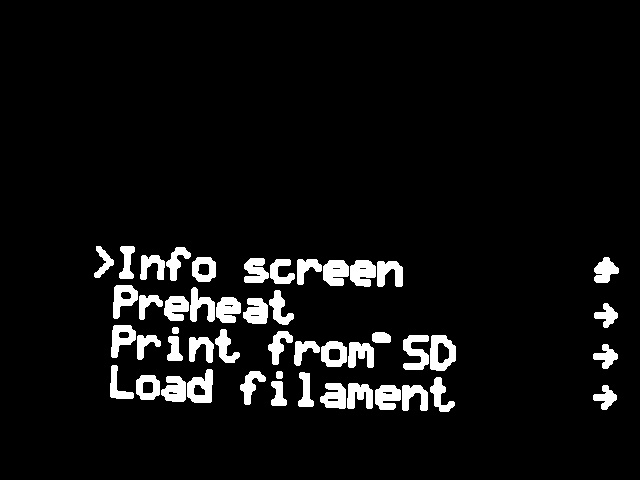 >Info screen ↑
Preheat →
Print from SD →
Load filament →